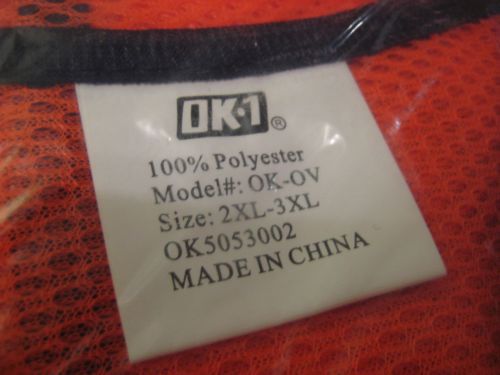 OK-1®
100% Polyester
Model#: OK-OV
Size: 2XL-3XL
OK5053002
MADE IN CHINA